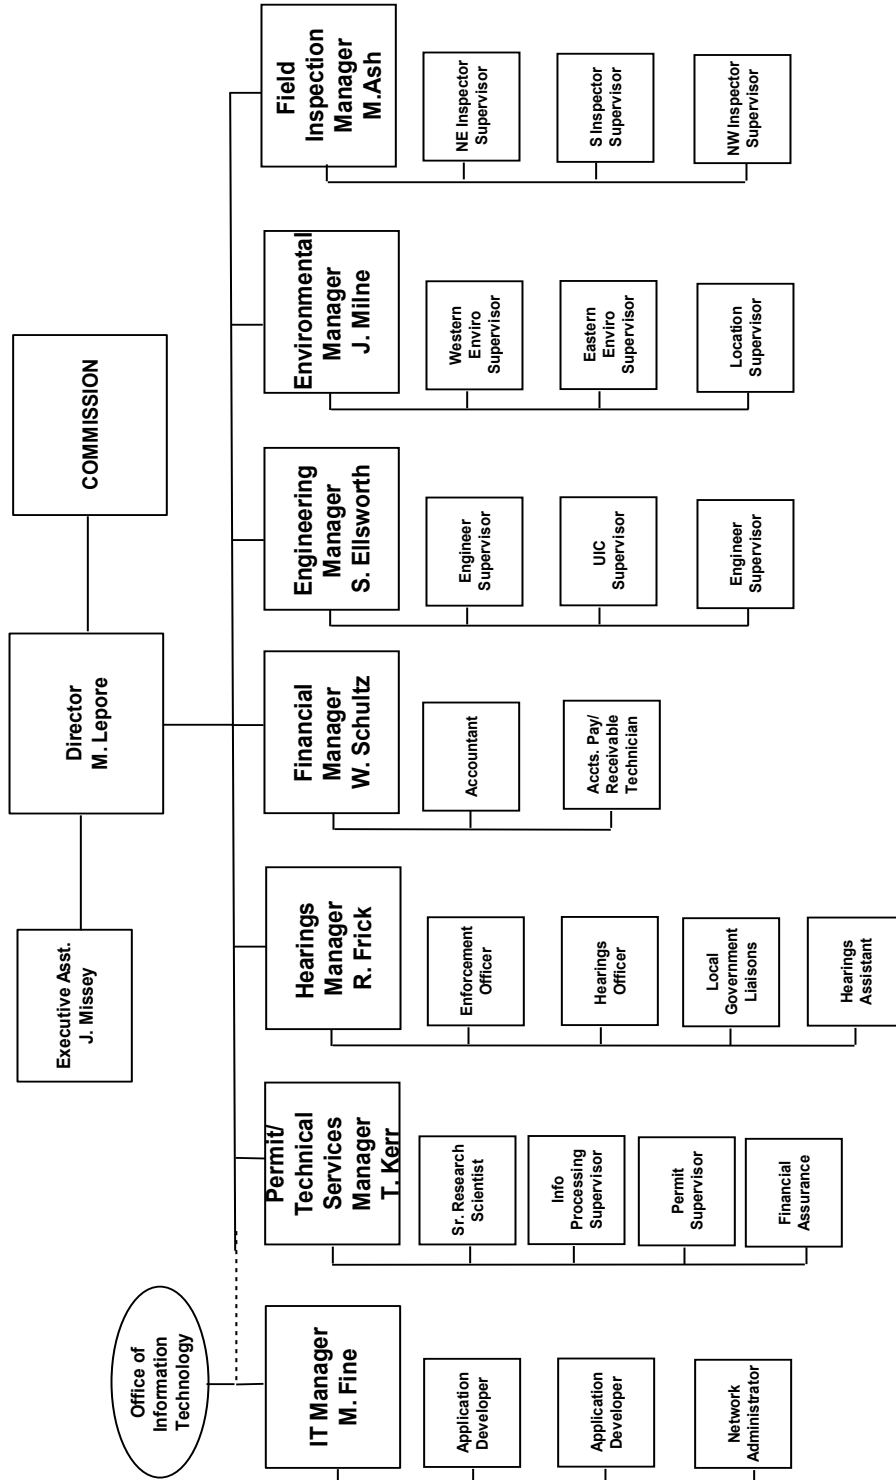 COMMISSION
Director
M. Lepore
Executive Asst.
J. Missey
Office of
Information
Technology
IT Manager
M. Fine
Application
Developer
Application
Developer
Network
Administrator
Permit/
Technical
Services
Manager
T. Kerr
Sr. Research
Scientist
Info
Processing
Supervisor
Permit
Supervisor
Financial
Assurance
Hearings
Manager
R. Frick
Enforcement
Officer
Hearings
Officer
Local
Government
Liaisons
Hearings
Assistant
Financial
Manager
W. Schultz
Accountant
Accts. Pay/
Receivable
Technician
Engineering
Manager
S. Ellsworth
Engineer
Supervisor
UIC
Supervisor
Engineer
Supervisor
Environmental
Manager
J. Milne
Western
Enviro
Supervisor
Eastern
Enviro
Supervisor
Location
Supervisor
Field
Inspection
Manager
M.Ash
NE Inspector
Supervisor
S Inspector
Supervisor
NW Inspector
Supervisor